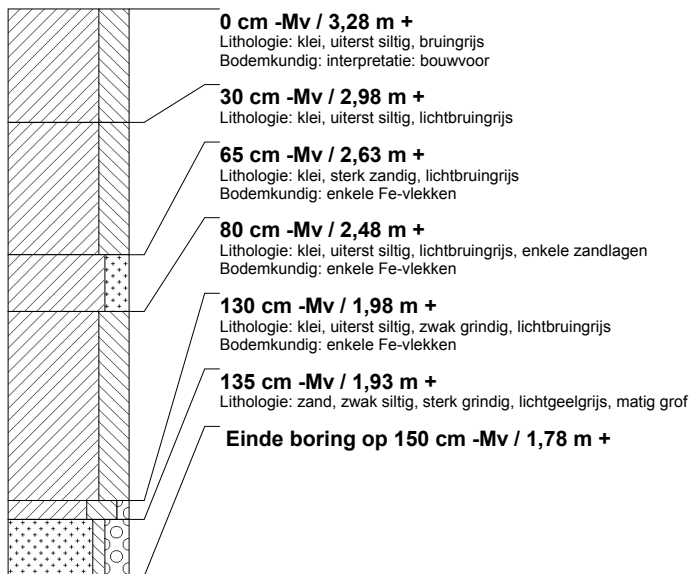 0 cm -Mv / 3,28 m +
Lithologie: klei, uiterst siltig, bruingrijs
Bodemkundig: interpretatie: bouwvoor
30 cm -Mv / 2,98 m +
Lithologie: klei, uiterst siltig, lichtbruingrijs
65 cm -Mv / 2,63 m +
Lithologie: klei, sterk zandig, lichtbruingrijs
Bodemkundig: enkele Fe-vlekken
80 cm -Mv / 2,48 m +
Lithologie: klei, uiterst siltig, lichtbruingrijs, enkele zandlagen
Bodemkundig: enkele Fe-vlekken
130 cm -Mv / 1,98 m +
Lithologie: klei, uiterst siltig, zwak grindig, lichtbruingrijs
Bodemkundig: enkele Fe-vlekken
135 cm -Mv / 1,93 m +
Lithologie: zand, zwak siltig, sterk grindig, lichtgeelgrijs, matig grof
Einde boring op 150 cm -Mv / 1,78 m +